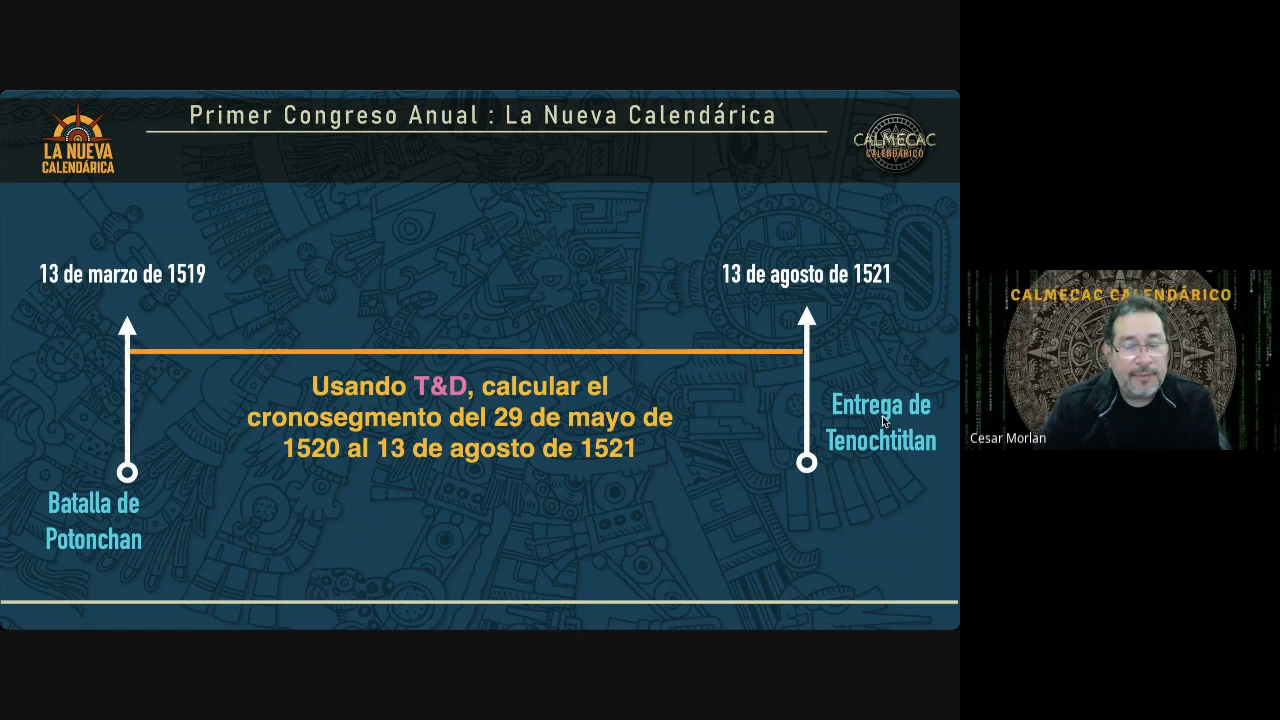 Primer Congreso Anual : La Nueva Calendárica
LA NUEVA
CALENDÁRICA
CALMECAC
CALENDÁRICO
13 de marzo de 1519
13 de agosto de 1521
Usando T&D, calcular el
cronosegmento del 29 de mayo de
1520 al 13 de agosto de 1521
Entrega de
Tenochtitlan
Batalla de
Potonchan
CALMECAC CALENDÁRICO
Cesar Morlan